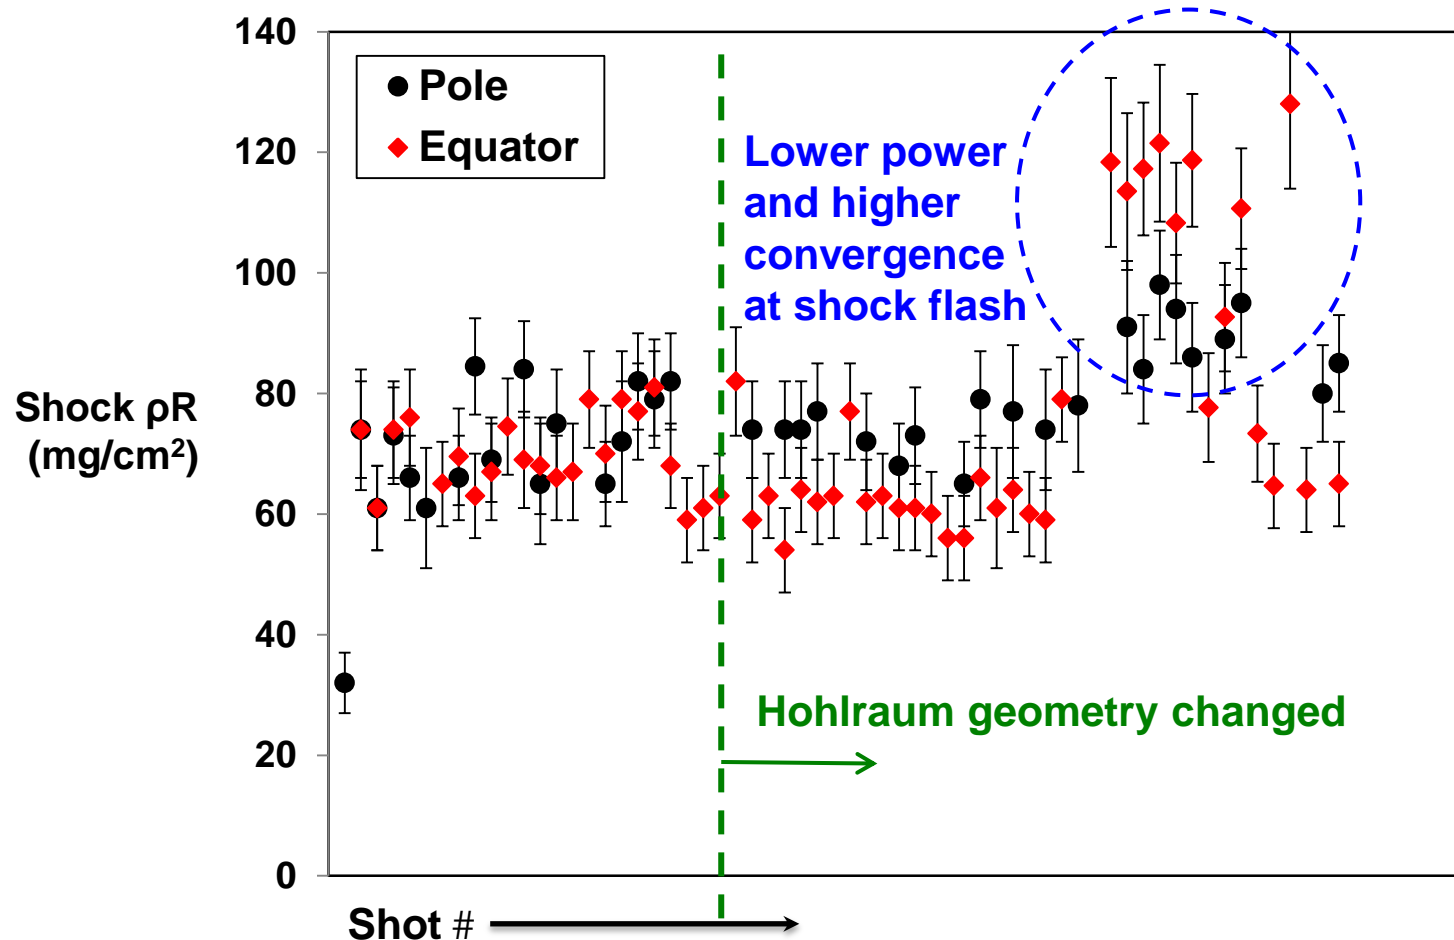 140
120
100
80
60
40
20
0
Shock ρR
(mg/cm²)
Pole
Equator
Lower power
and higher
convergence
at shock flash
Hohlraum geometry changed
Shot #